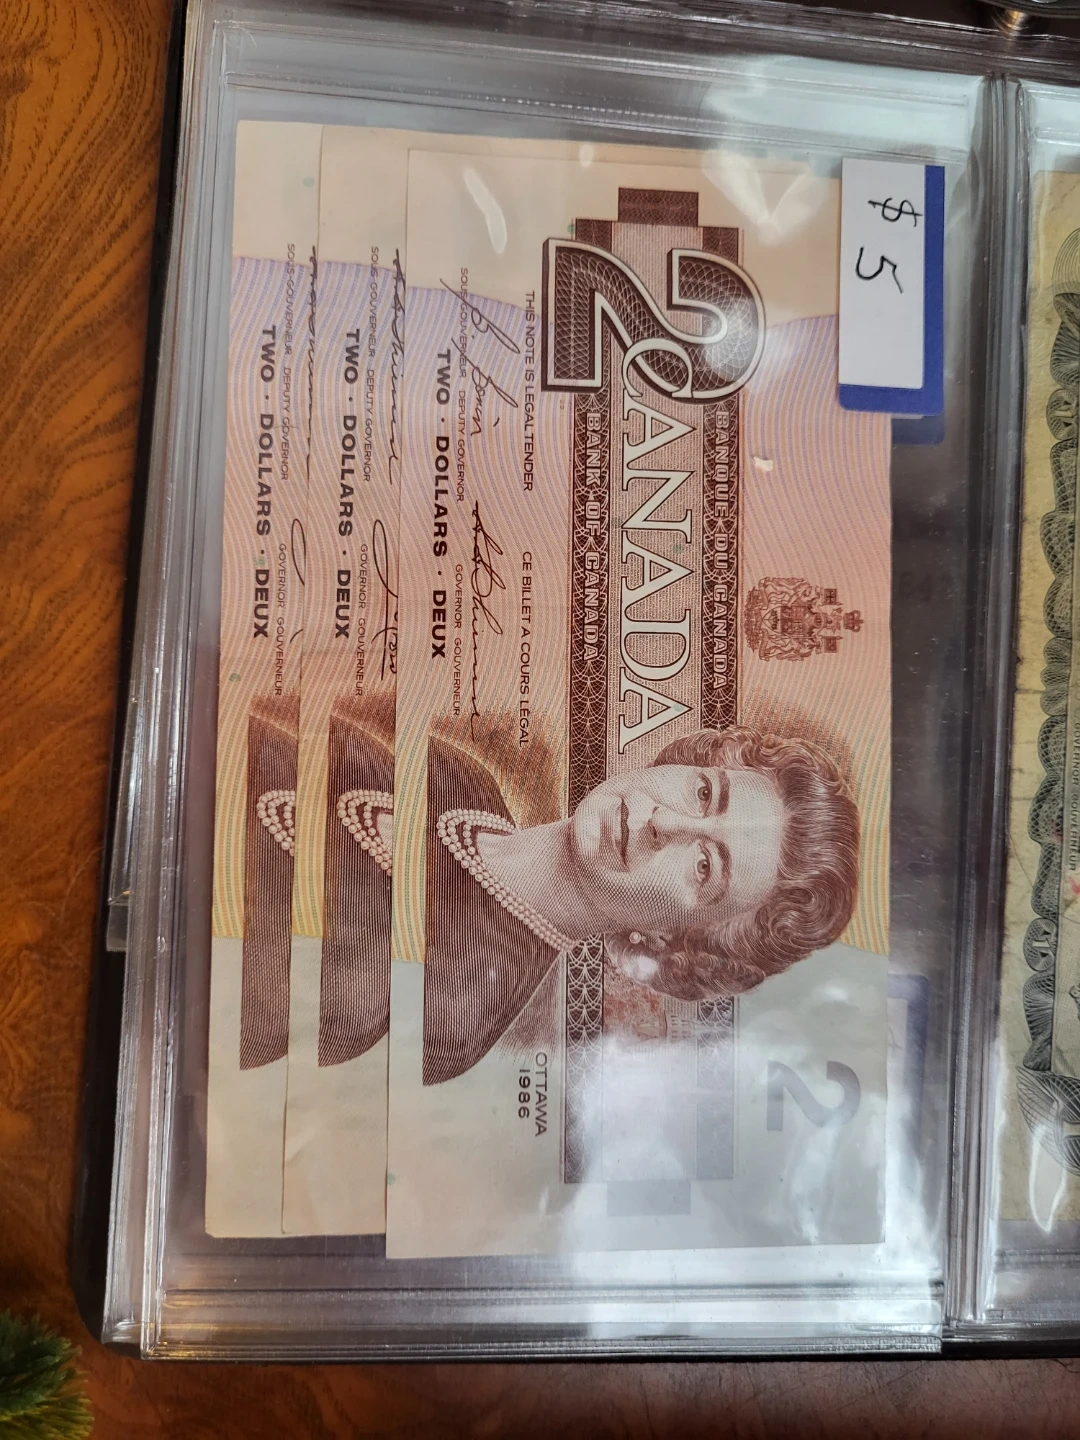 $5
2
CANADA
BANQUE DU CANADA
BANK OF CANADA
THIS NOTE IS LEGAL TENDER
CE BILLET A COURS LÉGAL
SOUS-GOUVERNEUR DEPUTY GOVERNOR
GOVERNOR GOUVERNEUR
TWO · DOLLARS · DEUX
OTTAWA
1986
2
SOUS-GOUVERNEUR DEPUTY GOVERNOR
GOVERNOR GOUVERNEUR
TWO · DOLLARS · DEUX
SOUS-GOUVERNEUR DEPUTY GOVERNOR
GOVERNOR GOUVERNEUR
TWO · DOLLARS · DEUX